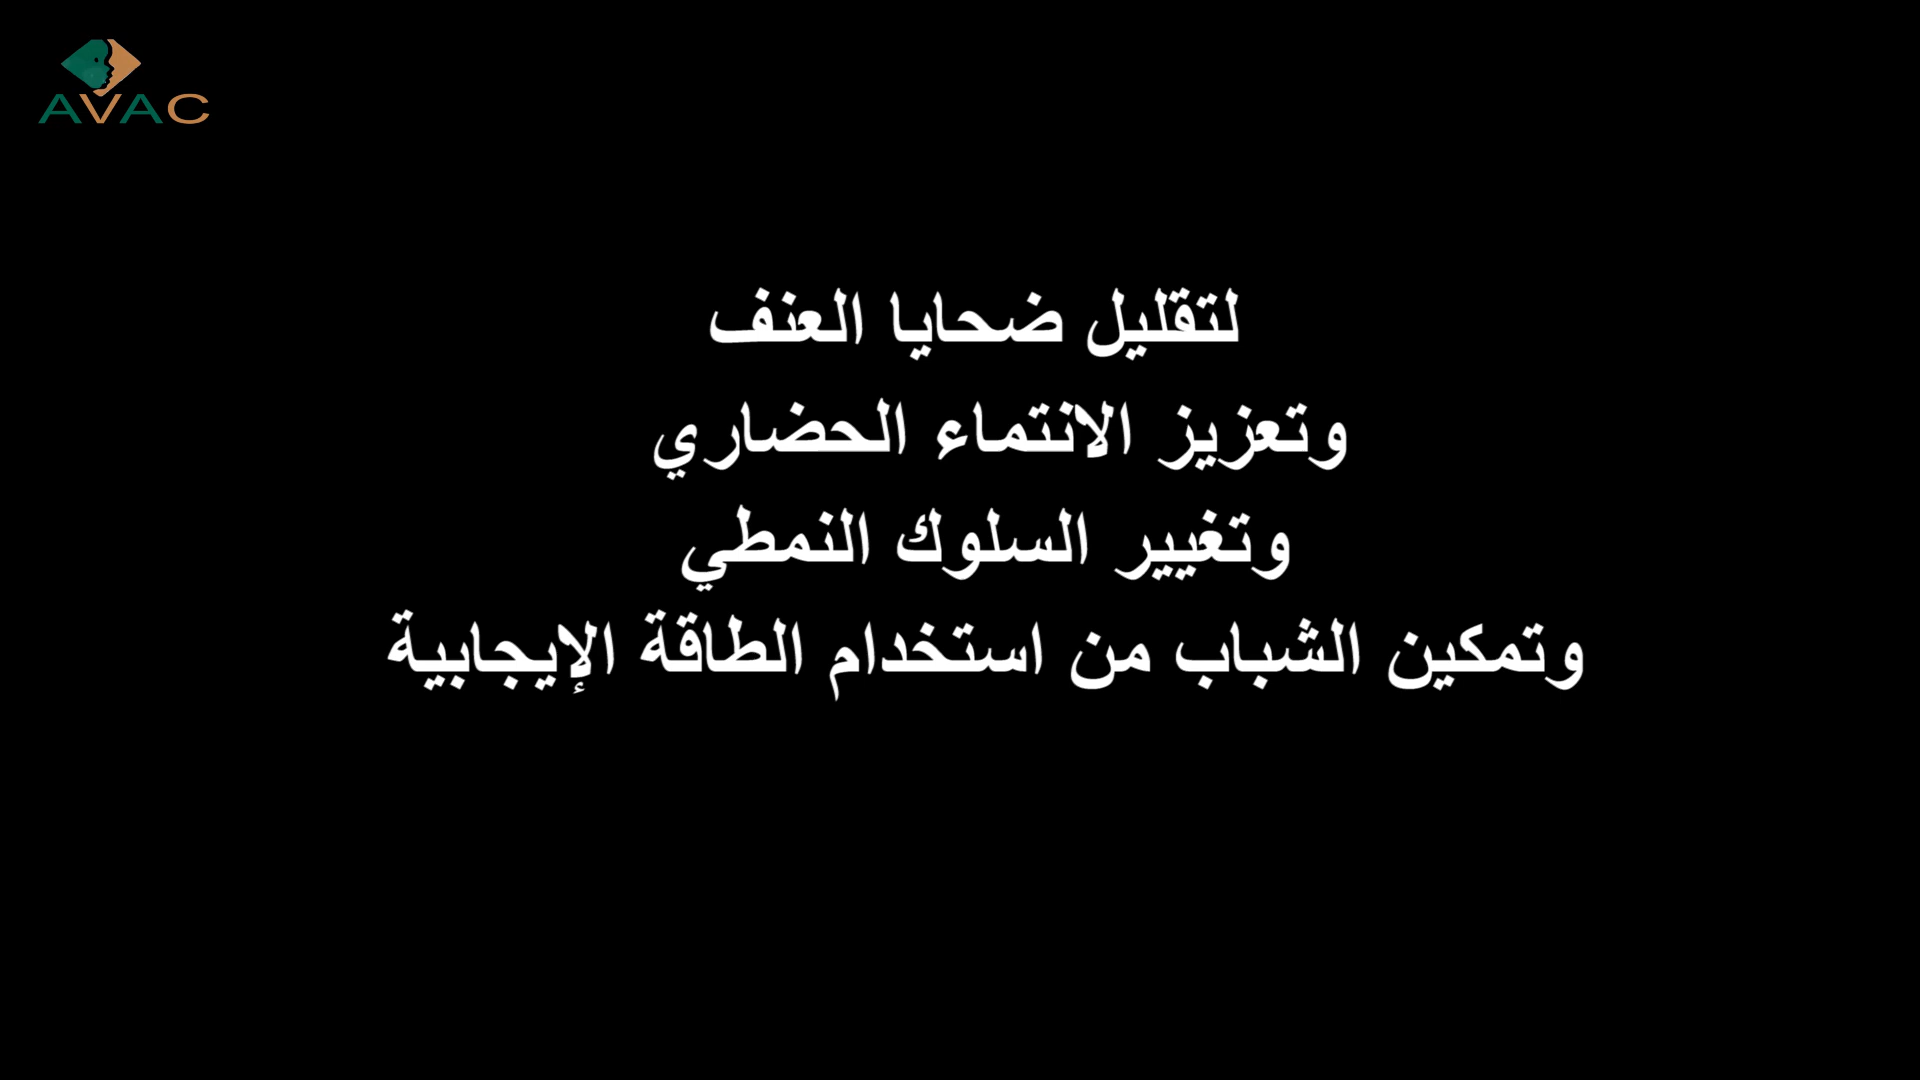 AVAC
لتقليل ضحايا العنف
وتعزيز الانتماء الحضاري
وتغيير السلوك النمطي
وتمكين الشباب من استخدام الطاقة الإيجابية